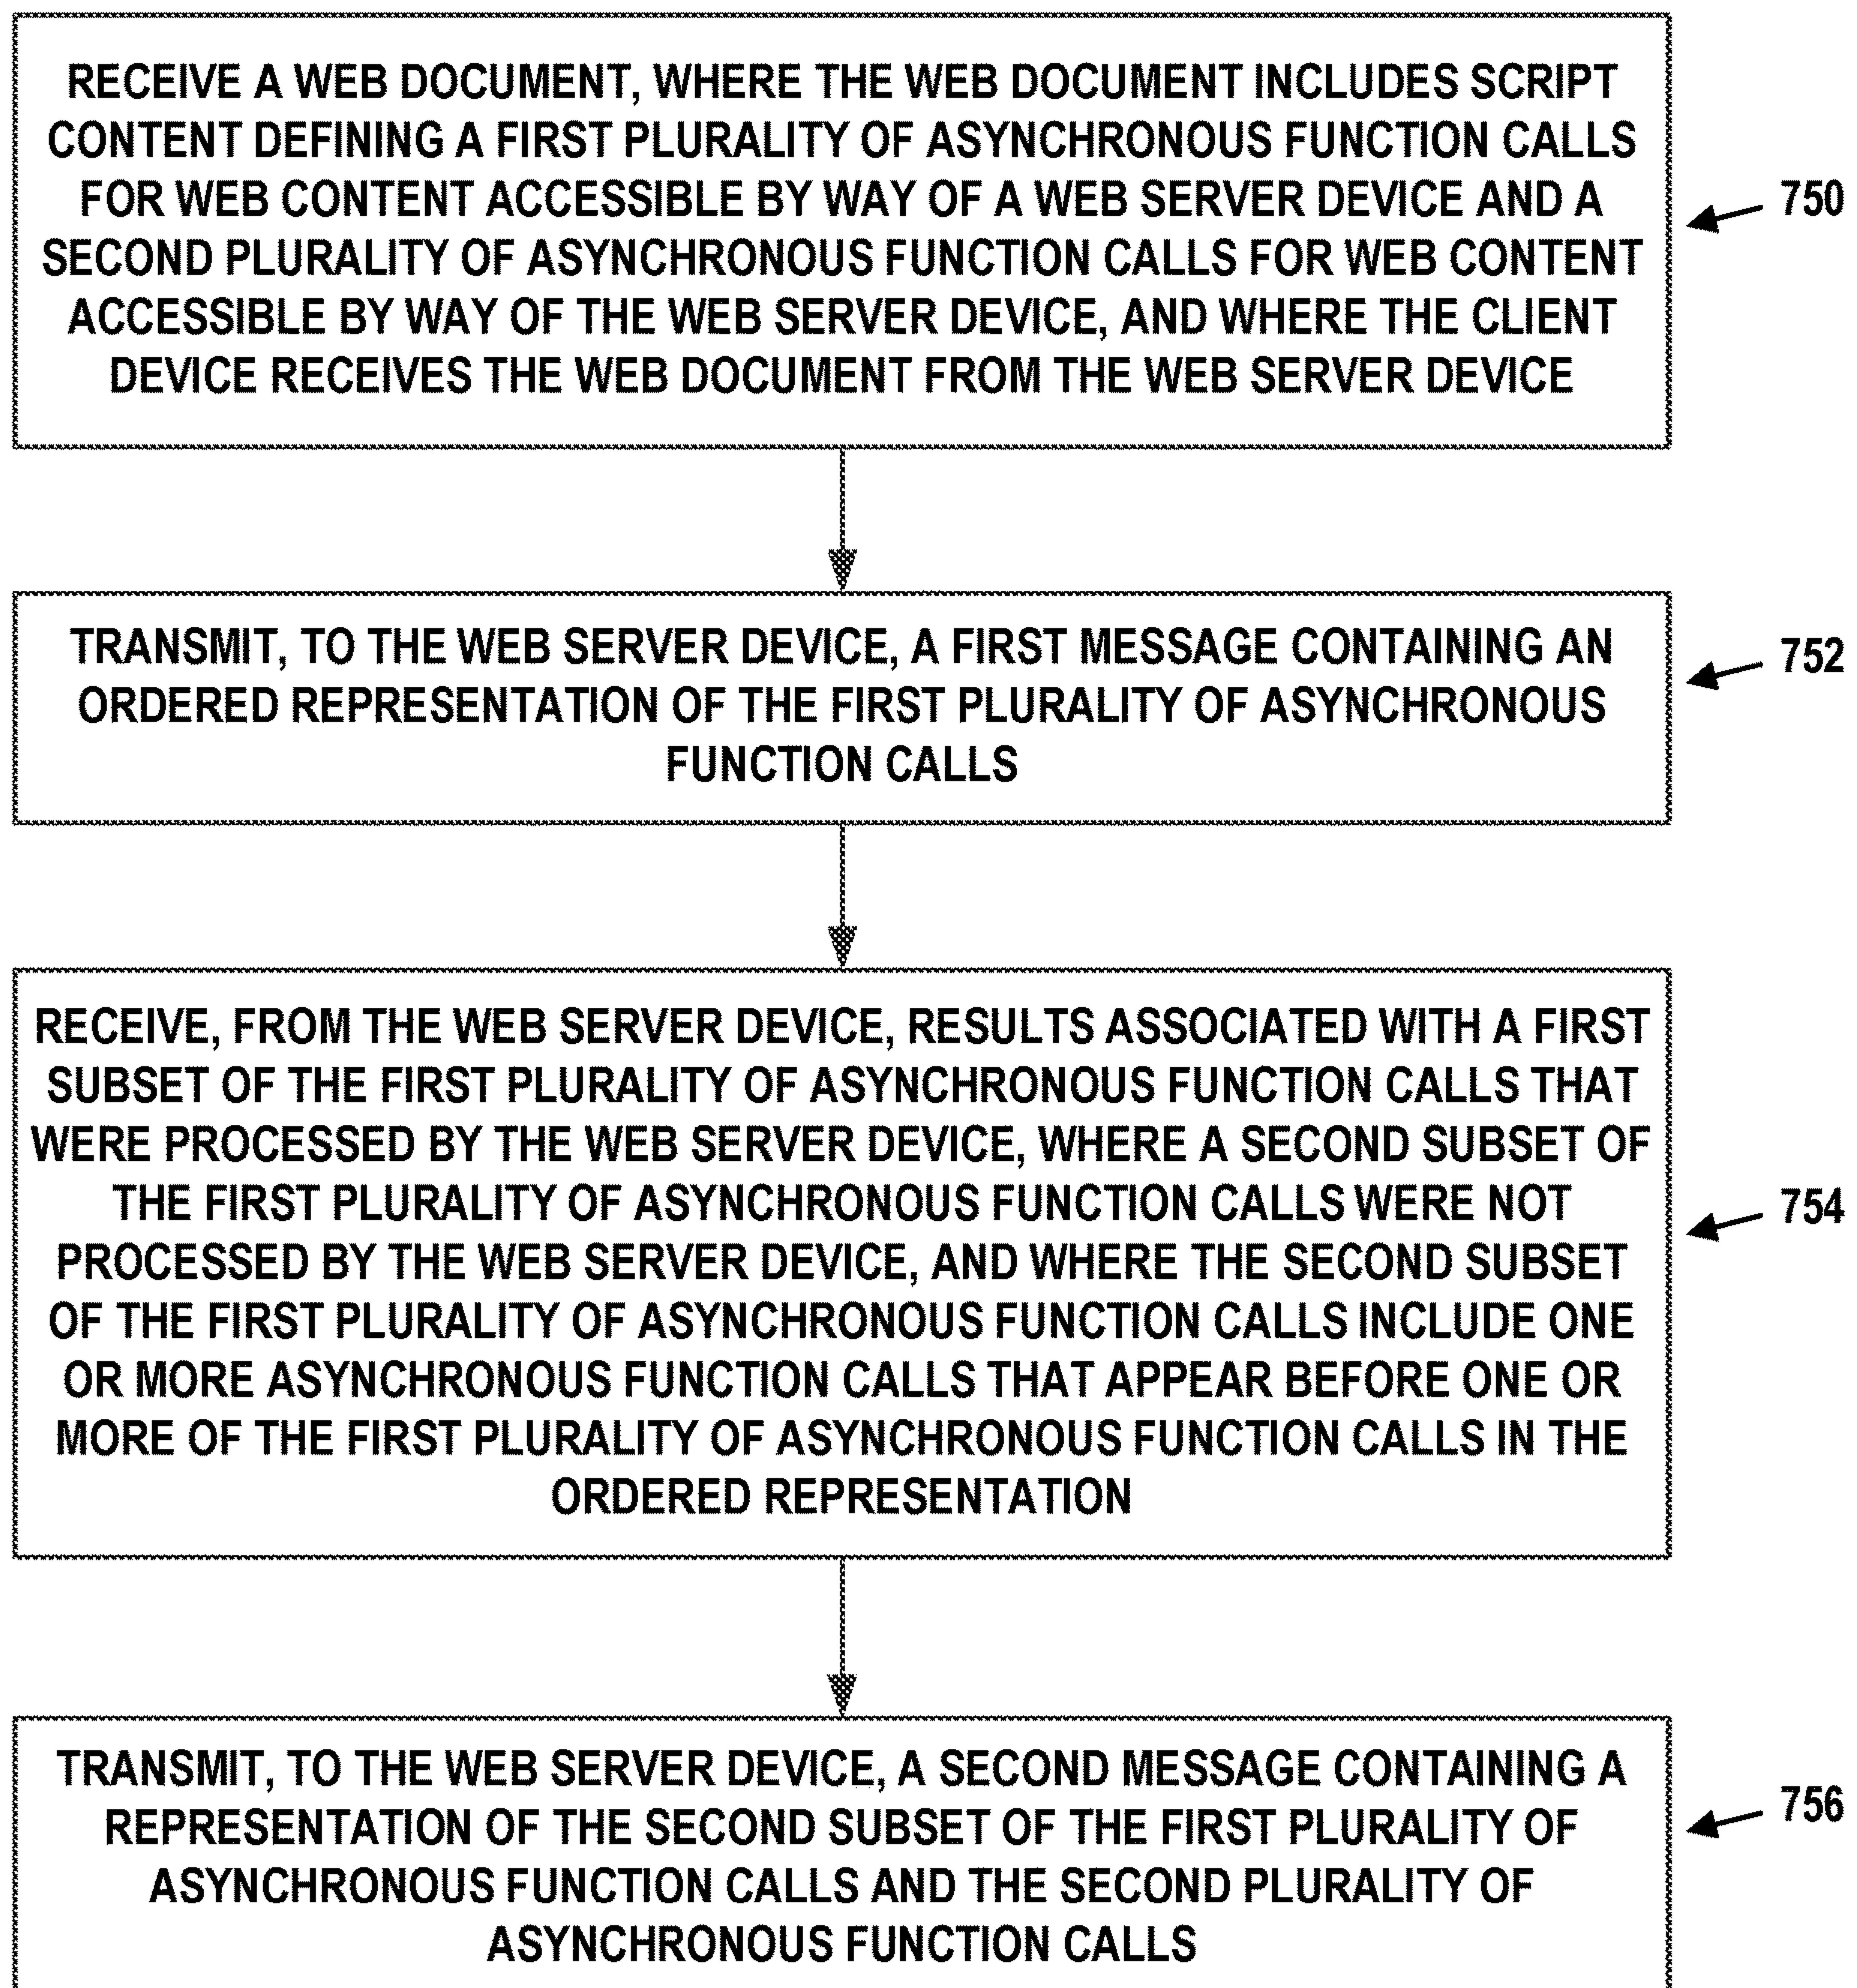 RECEIVE A WEB DOCUMENT, WHERE THE WEB DOCUMENT INCLUDES SCRIPT
CONTENT DEFINING A FIRST PLURALITY OF ASYNCHRONOUS FUNCTION CALLS
FOR WEB CONTENT ACCESSIBLE BY WAY OF A WEB SERVER DEVICE AND A
SECOND PLURALITY OF ASYNCHRONOUS FUNCTION CALLS FOR WEB CONTENT
ACCESSIBLE BY WAY OF THE WEB SERVER DEVICE, AND WHERE THE CLIENT
DEVICE RECEIVES THE WEB DOCUMENT FROM THE WEB SERVER DEVICE
750
TRANSMIT, TO THE WEB SERVER DEVICE, A FIRST MESSAGE CONTAINING AN
ORDERED REPRESENTATION OF THE FIRST PLURALITY OF ASYNCHRONOUS
FUNCTION CALLS
752
RECEIVE, FROM THE WEB SERVER DEVICE, RESULTS ASSOCIATED WITH A FIRST
SUBSET OF THE FIRST PLURALITY OF ASYNCHRONOUS FUNCTION CALLS THAT
WERE PROCESSED BY THE WEB SERVER DEVICE, WHERE A SECOND SUBSET OF
THE FIRST PLURALITY OF ASYNCHRONOUS FUNCTION CALLS WERE NOT
PROCESSED BY THE WEB SERVER DEVICE, AND WHERE THE SECOND SUBSET
OF THE FIRST PLURALITY OF ASYNCHRONOUS FUNCTION CALLS INCLUDE ONE
OR MORE ASYNCHRONOUS FUNCTION CALLS THAT APPEAR BEFORE ONE OR
MORE OF THE FIRST PLURALITY OF ASYNCHRONOUS FUNCTION CALLS IN THE
ORDERED REPRESENTATION
754
TRANSMIT, TO THE WEB SERVER DEVICE, A SECOND MESSAGE CONTAINING A
REPRESENTATION OF THE SECOND SUBSET OF THE FIRST PLURALITY OF
ASYNCHRONOUS FUNCTION CALLS AND THE SECOND PLURALITY OF
ASYNCHRONOUS FUNCTION CALLS
756